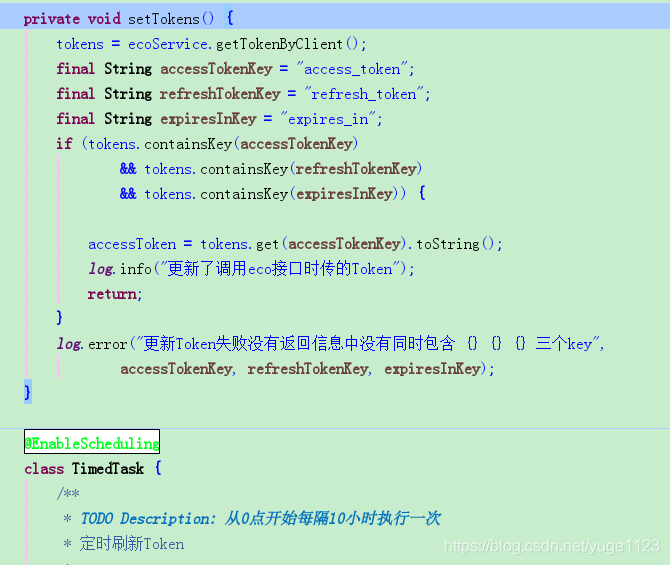 private void setTokens() {
tokens = ecoService.getTokenByClient();
final String accessTokenKey = "access_token";
final String refreshTokenKey = "refresh_token";
final String expiresInKey = "expires_in";
if (tokens.containsKey(accessTokenKey)
&& tokens.containsKey(refreshTokenKey)
&& tokens.containsKey(expiresInKey)) {
accessToken = tokens.get(accessTokenKey).toString();
log.info("更新了调用eco接口时传的Token");
return;
}
log.error("更新Token失败没有返回信息中没有同时包含 {} {} {} 三个key",
accessTokenKey, refreshTokenKey, expiresInKey);
}
@EnableScheduling
class TimedTask {
/**
* TODO Description: 从0点开始每隔10小时执行一次
* 定时刷新Token
https://blog.csdn.net/yuge1123